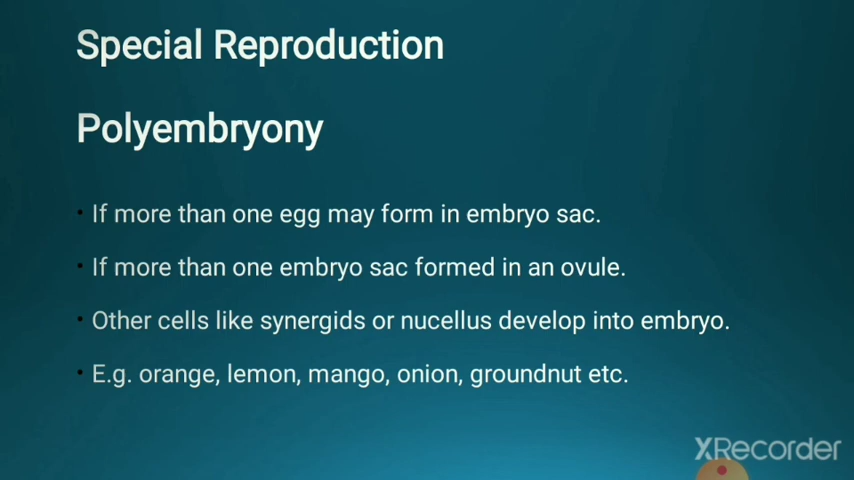 Special Reproduction
Polyembryony
• If more than one egg may form in embryo sac.
• If more than one embryo sac formed in an ovule.
• Other cells like synergids or nucellus develop into embryo.
• E.g. orange, lemon, mango, onion, groundnut etc.
XRecorder